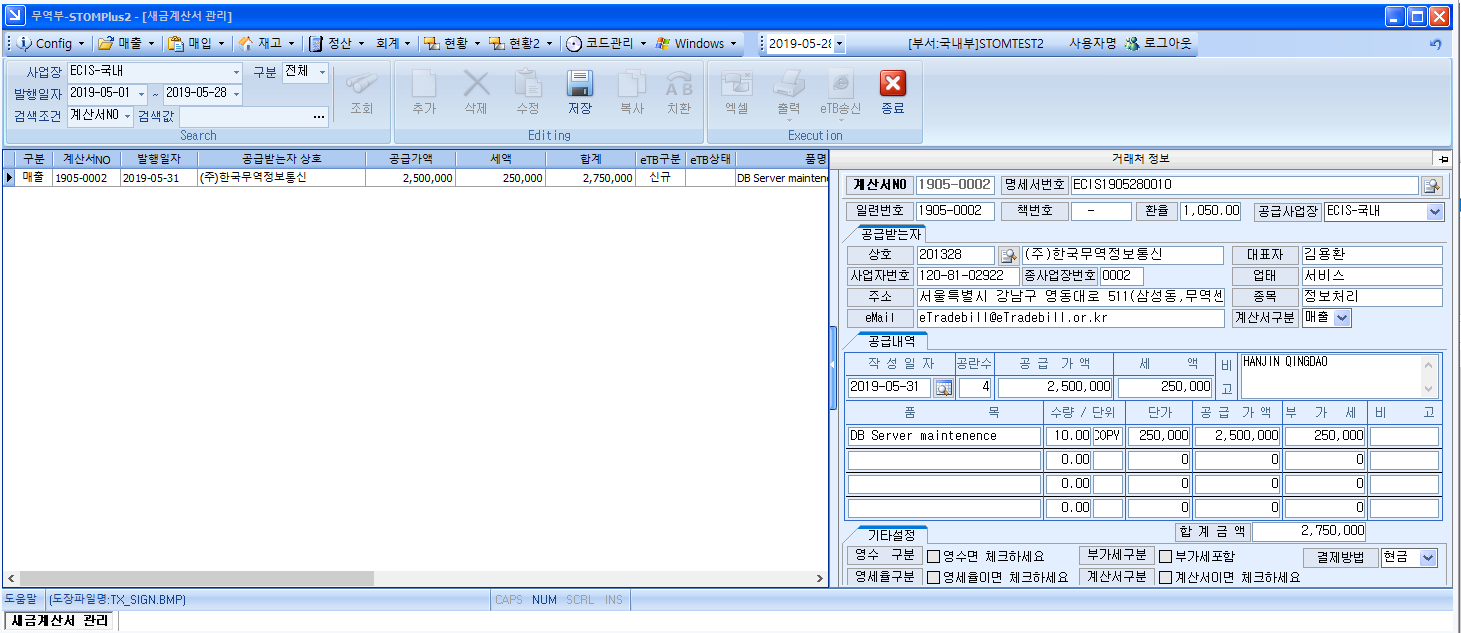 무역부-STOMPlus2 - [새금계산서 관리]
Config 매출 매입 재고 정산 회계 현황 현황2 코드관리 Windows 2019-05-28 [부서:국내부]STOMTEST2 사용자명 로그아웃
사업장 ECIS-국내 구분 전체
발행일자 2019-05-01 ~ 2019-05-28
검색조건 계산서NO 검색값 ...
Search
조회 추가 삭제 수정 저장 복사 치환 엑셀 출력 eTB송신 종료
Editing Execution
구분 계산서NO 발행일자 공급받는자 상호 공급가액 세액 합계 eTB구분 eTB상태 품명
매출 1905-0002 2019-05-31 (주)한국무역정보통신 2,500,000 250,000 2,750,000 신규 DB Server mainten
거래처 정보
계산서NO 1905-0002 명세서번호 ECIS1905280010
일련번호 1905-0002 책번호 - 환율 1,050.00 공급사업장 ECIS-국내
공급받는자
상호 201328 (주)한국무역정보통신 대표자 김용환
사업자번호 120-81-02922 종사업장번호 0002 업태 서비스
주소 서울특별시 강남구 영동대로 511(삼성동,무역센 종목 정보처리
eMail eTradebill@eTradebill.or.kr 계산서구분 매출
공급내역
작 성 일 자 공란수 공 급 가 액 세 액 비 고 HANJIN QINGDAO
2019-05-31 4 2,500,000 250,000
품 목 수량 / 단위 단가 공 급 가 액 부 가 세 비 고
DB Server maintenence 10.00 COPY 250,000 2,500,000 250,000
0.00 0 0 0
0.00 0 0 0
0.00 0 0 0
합 계 금 액 2,750,000
기타설정
영수 구분 영수면 체크하세요 부가세구분 부가세포함 결제방법 현금
영세율구분 영세율이면 체크하세요 계산서구분 계산서이면 체크하세요
도움말 (도장파일명:TX_SIGN.BMP) CAPS NUM SCRL INS
새금계산서 관리